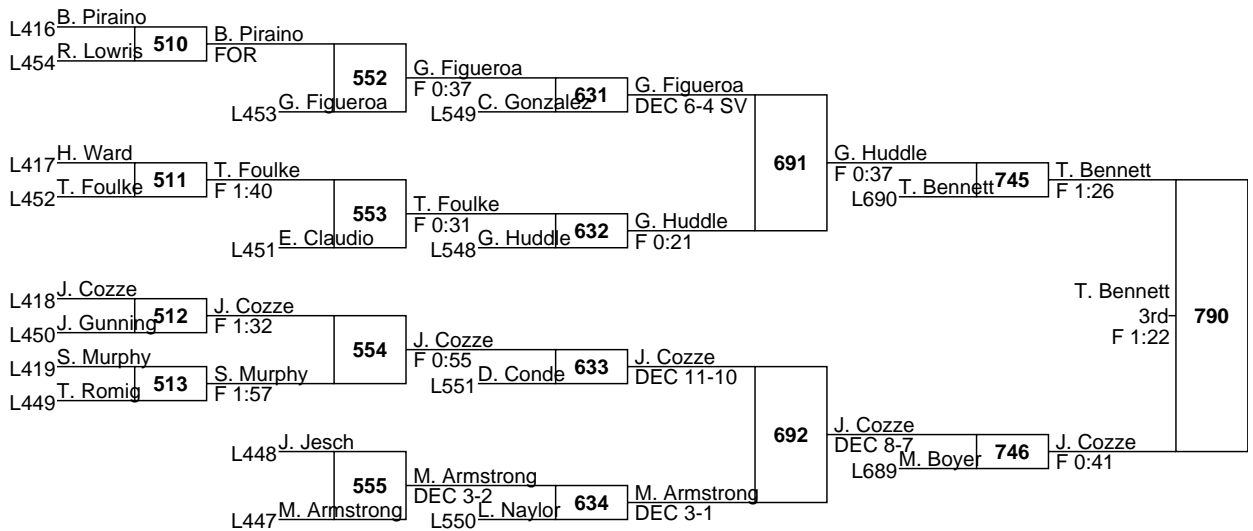 B. Piraino
L416
510
B. Piraino
R. Lowris
L454
FOR
552
G. Figueroa
F 0:37
631
G. Figueroa
G. Figueroa
L453
C. Gonzalez
L549
DEC 6-4 SV
H. Ward
L417
691
G. Huddle
F 0:37
511
T. Foulke
T. Foulke
L452
F 1:40
T. Bennett
L690
745
T. Bennett
F 1:26
553
T. Foulke
F 0:31
E. Claudio
L451
G. Huddle
L548
632
G. Huddle
F 0:21
J. Cozze
L418
512
J. Cozze
J. Gunning
L450
F 1:32
T. Bennett
3rd
F 1:22
790
554
J. Cozze
F 0:55
S. Murphy
L419
D. Conde
L551
633
J. Cozze
DEC 11-10
513
S. Murphy
T. Romig
L449
F 1:57
692
J. Cozze
DEC 8-7
J. Jesch
L448
M. Boyer
L689
746
J. Cozze
F 0:41
555
M. Armstrong
DEC 3-2
M. Armstrong
L447
L. Naylor
L550
634
M. Armstrong
DEC 3-1